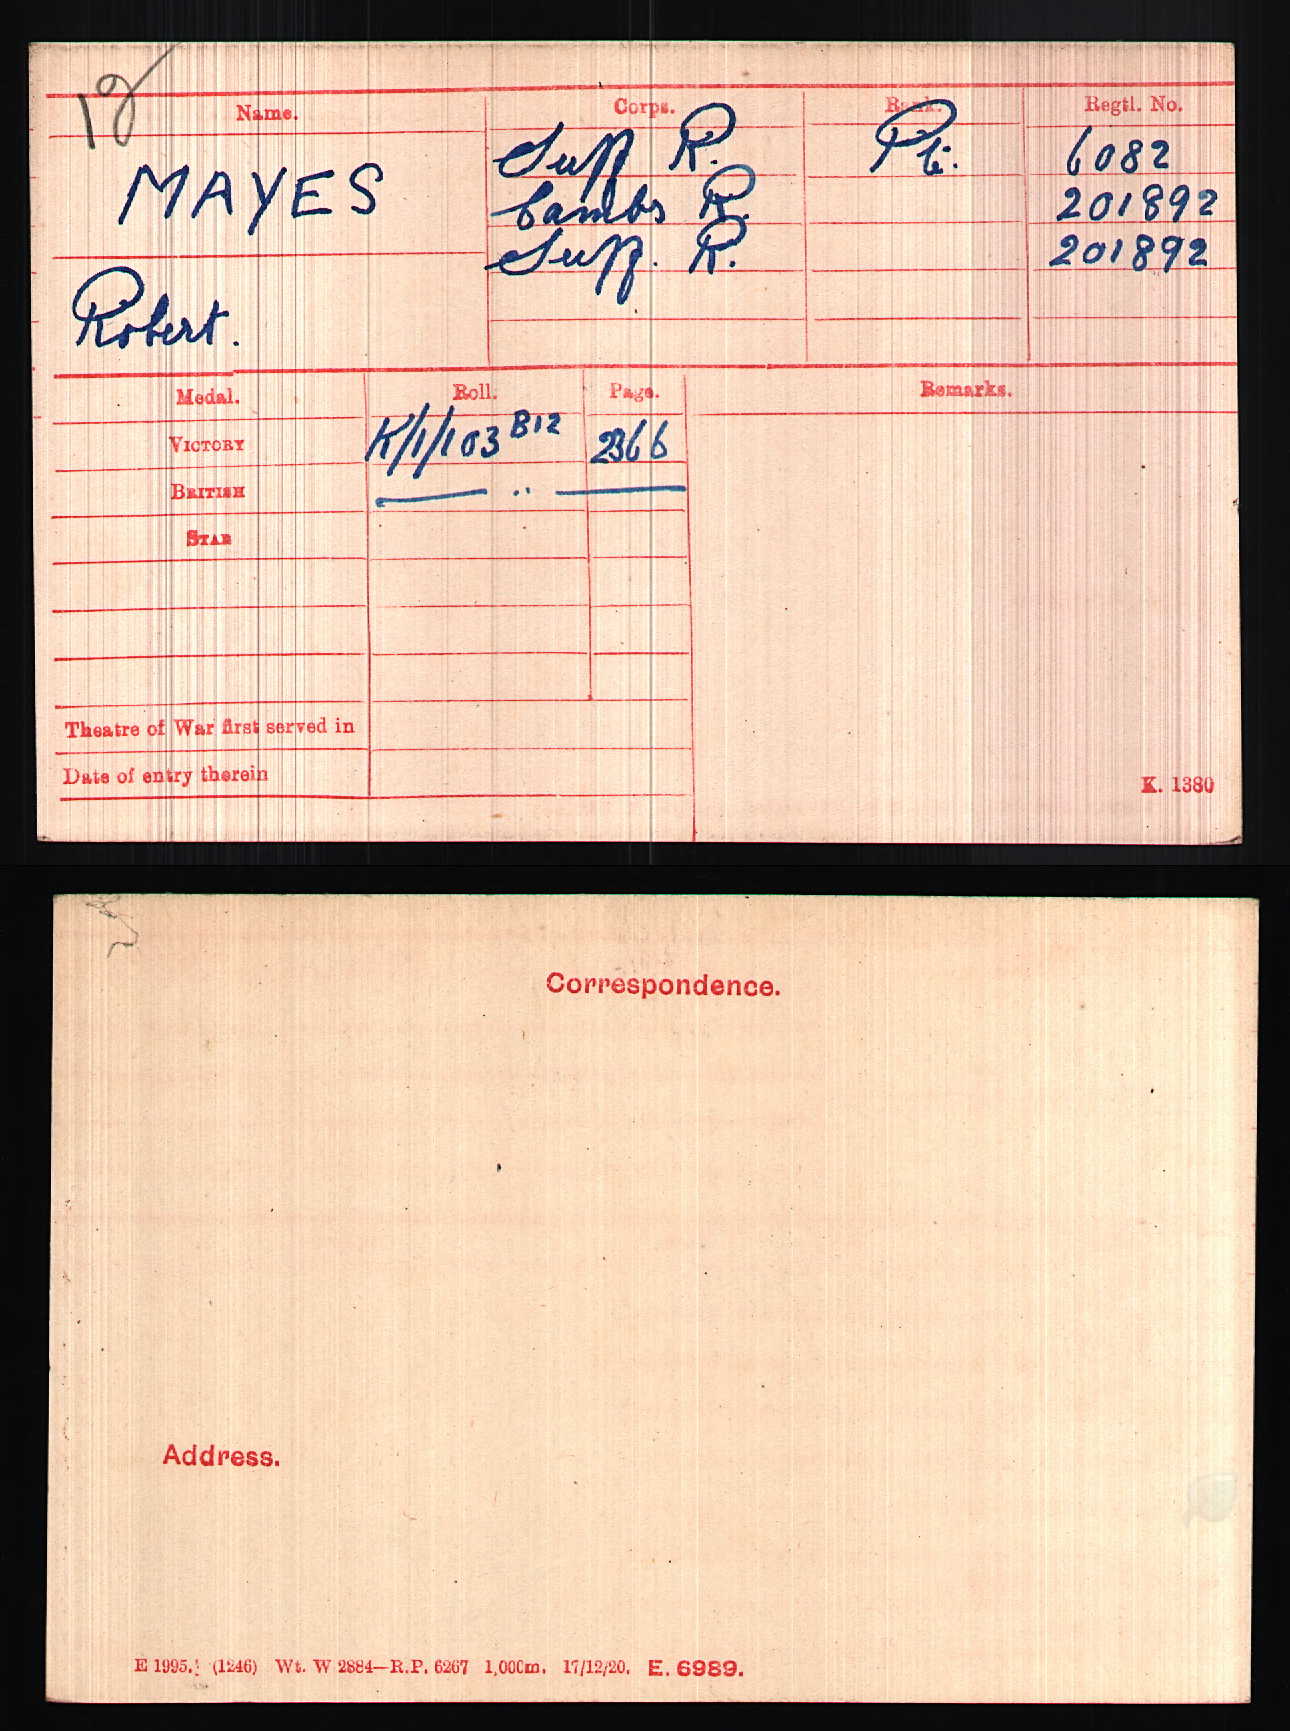 12
Name. Corps. Rank. Regtl. No.
Suff R. Pte. 6082
MAYES Cambs R. 201892
Suff. R. 201892
Robert.
Medal. Roll. Page. Remarks.
VICTORY K/1/103 B12 2366
BRITISH — ,, —
STAR
Theatre of War first served in
Date of entry therein
K. 1380
Correspondence.
Address.
E 1995. (1246) Wt. W 2884—R.P. 6267 1,000m. 17/12/20. E. 6989.